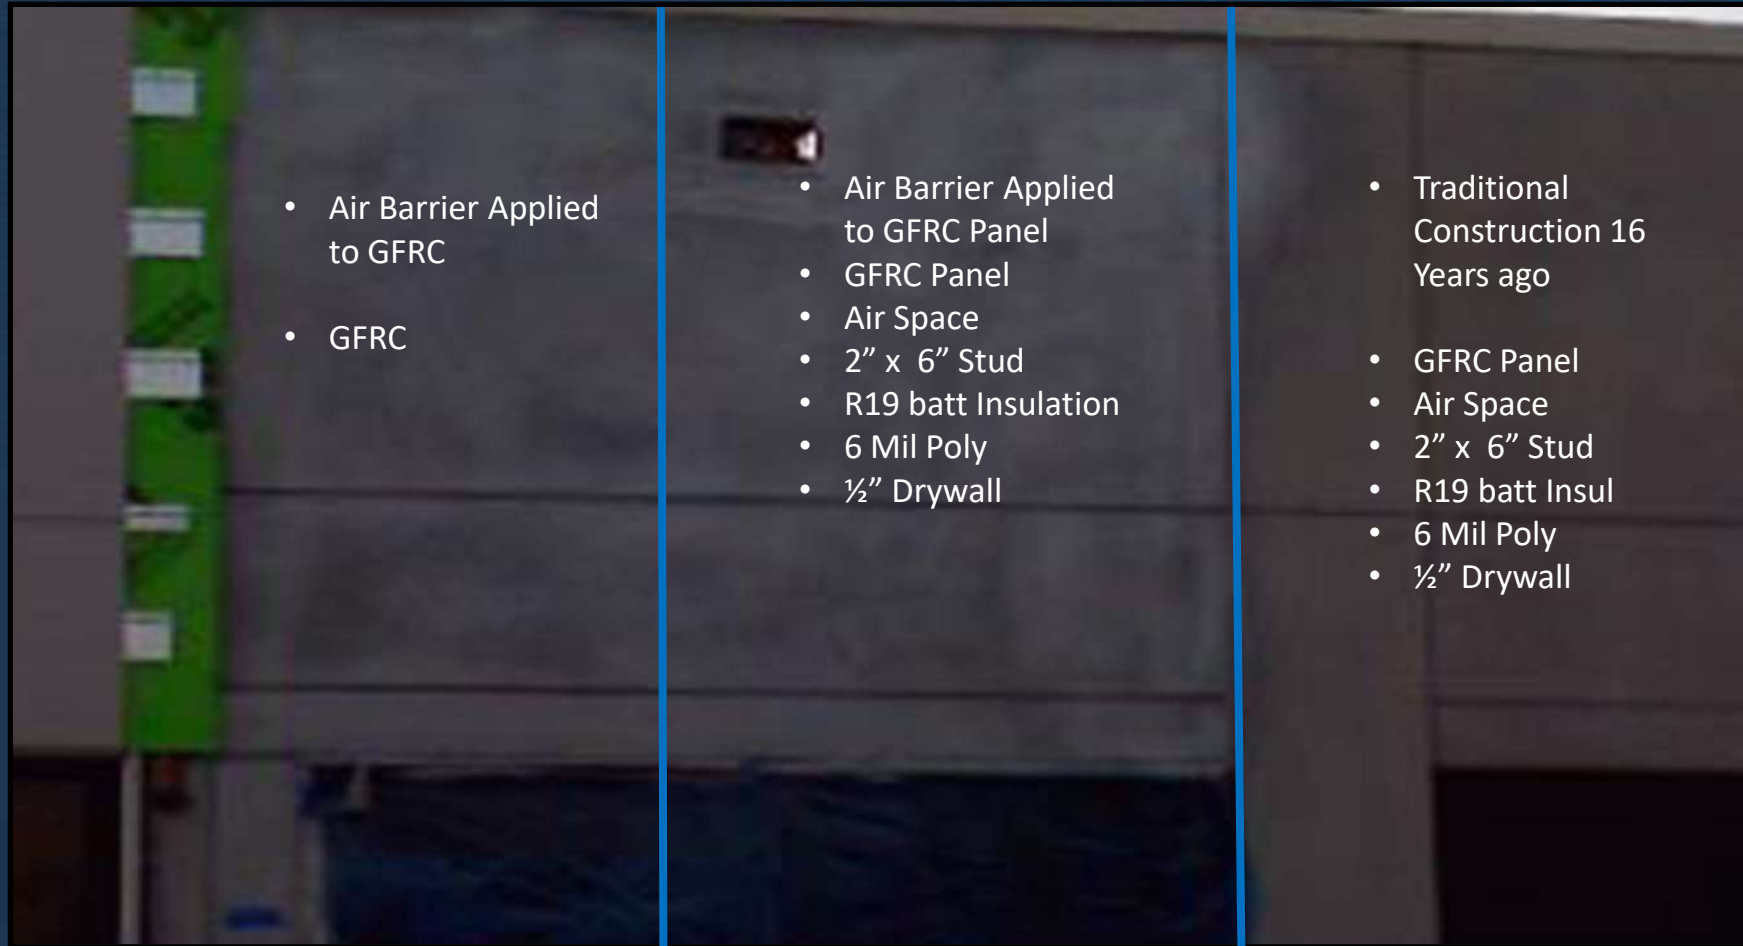 • Air Barrier Applied
to GFRC
• GFRC
• Air Barrier Applied
to GFRC Panel
• GFRC Panel
• Air Space
• 2” x  6” Stud
• R19 batt Insulation
• 6 Mil Poly
• ½” Drywall
• Traditional
Construction 16
Years ago
• GFRC Panel
• Air Space
• 2” x  6” Stud
• R19 batt Insul
• 6 Mil Poly
• ½” Drywall